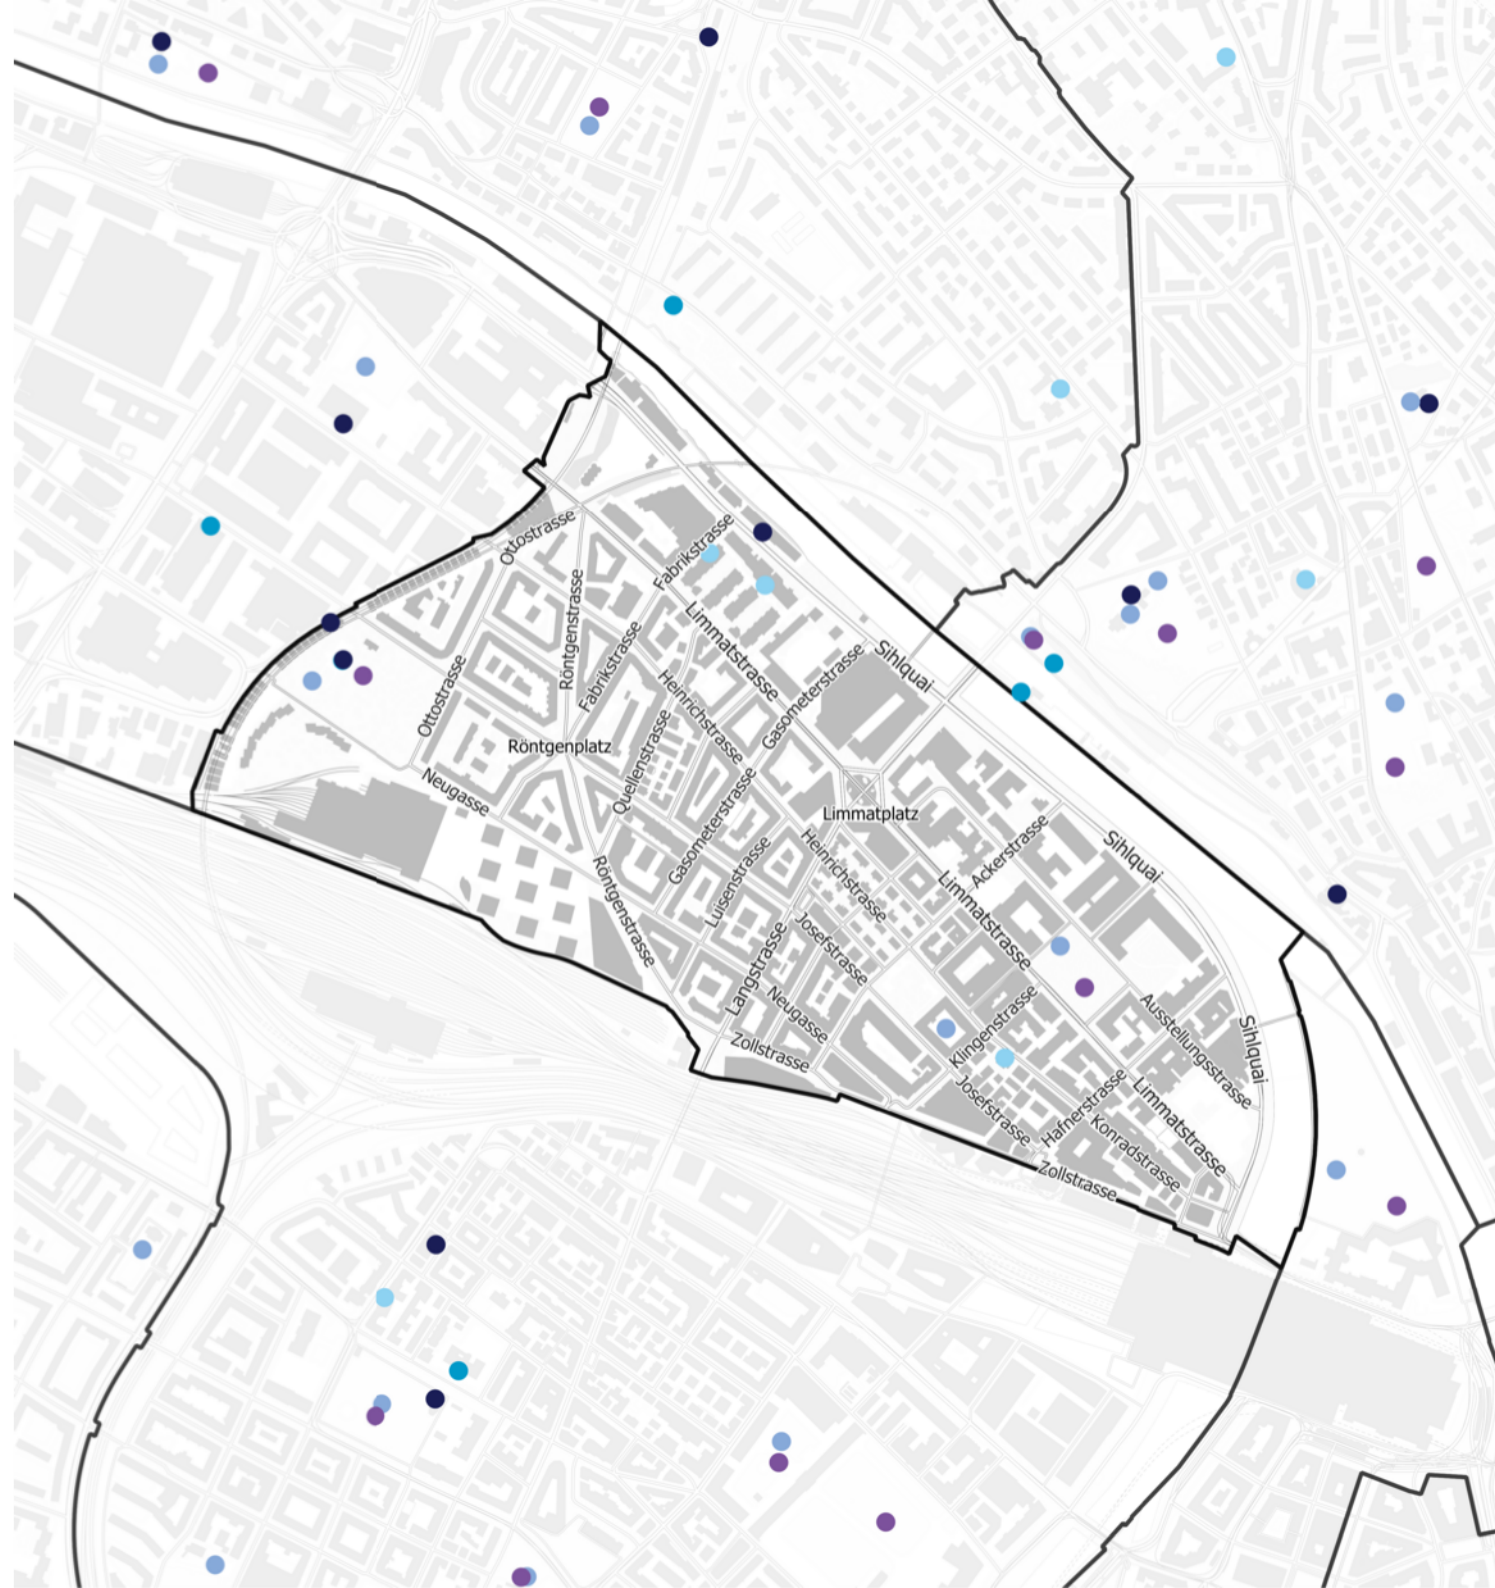 Ottostrasse
Fabrikstrasse
Röntgenstrasse
Limmatstrasse
Fabrikstrasse
Sihlquai
Gasometerstrasse
Heinrichstrasse
Ottostrasse
Röntgenplatz
Quellenstrasse
Neugasse
Gasometerstrasse
Limmatplatz
Heinrichstrasse
Ackerstrasse
Sihlquai
Luisenstrasse
Röntgenstrasse
Limmatstrasse
Josefstrasse
Langstrasse
Neugasse
Klingenstrasse
Ausstellungsstrasse
Sihlquai
Zollstrasse
Josefstrasse
Hafnerstrasse
Limmatstrasse
Konradstrasse
Zollstrasse